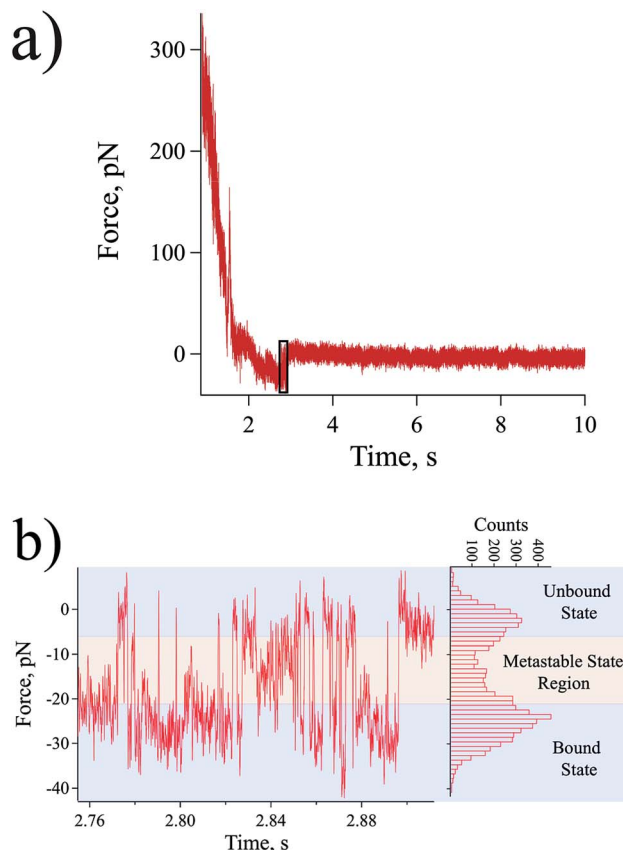 a)
300
200
100
0
Force, pN
2
4
6
8
10
Time, s
b)
Counts
100
200
300
400
0
-10
-20
-30
-40
Force, pN
Unbound
State
Metastable State
Region
Bound
State
2.76
2.80
2.84
2.88
Time, s